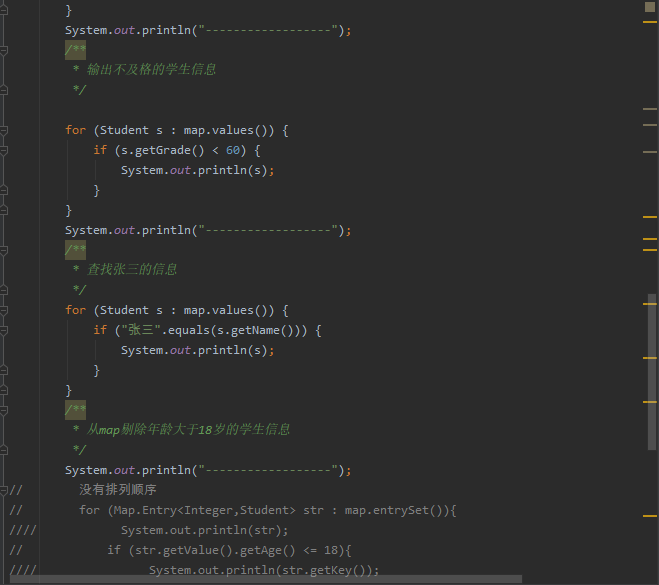 }
System.out.println("------------------");
/**
 * 输出不及格的学生信息
 */
for (Student s : map.values()) {
if (s.getGrade() < 60) {
System.out.println(s);
}
}
System.out.println("------------------");
/**
 * 查找张三的信息
 */
for (Student s : map.values()) {
if ("张三".equals(s.getName())) {
System.out.println(s);
}
}
/**
 * 从map剔除年龄大于18岁的学生信息
 */
System.out.println("------------------");
// 没有排列顺序
// for (Map.Entry<Integer,Student> str : map.entrySet()){
//// System.out.println(str);
// if (str.getValue().getAge() <= 18){
//// System.out.println(str.getKey());